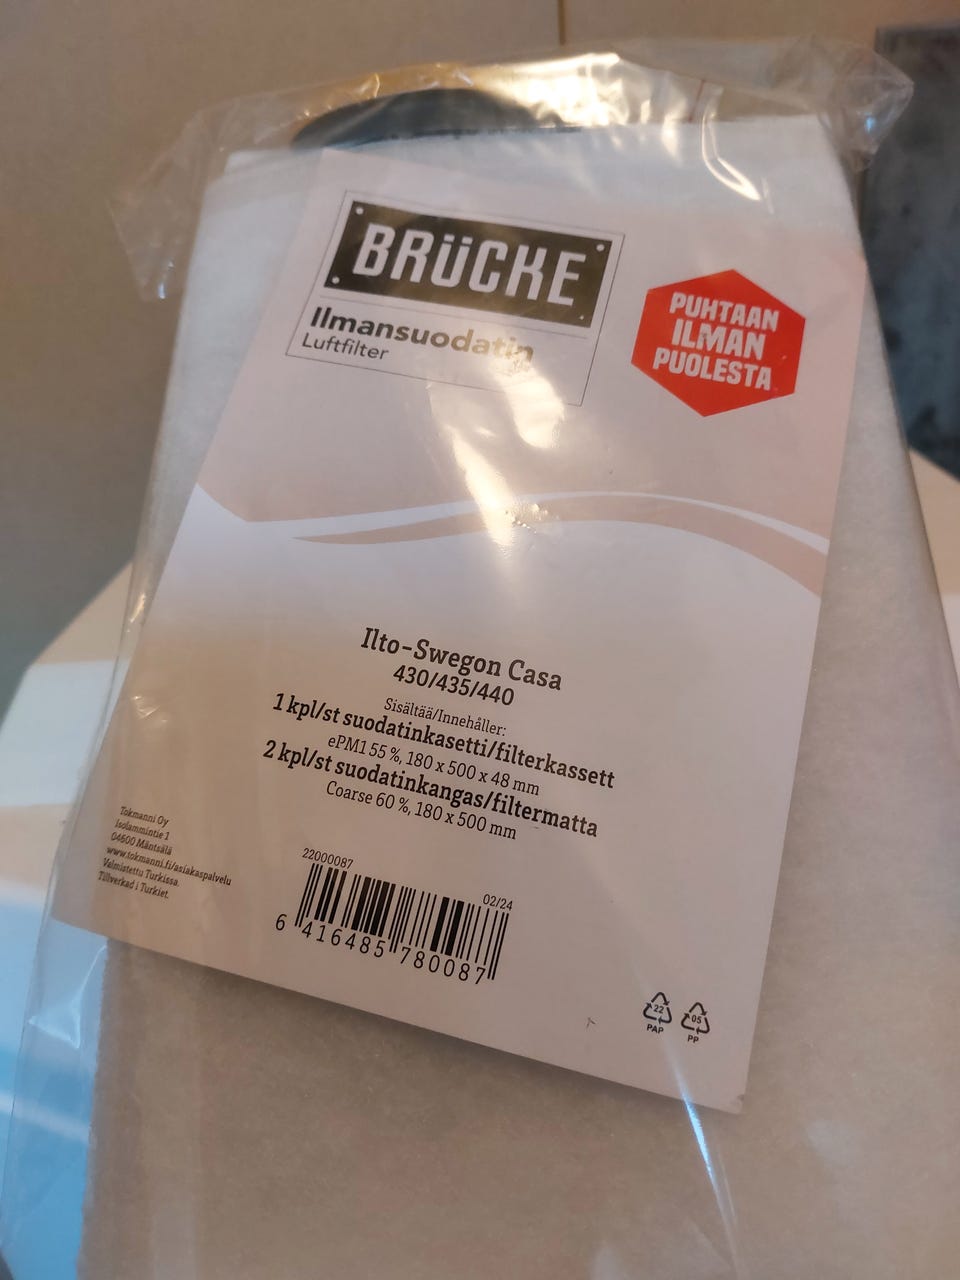 BRÜCKE
Ilmansuodatin
Luftfilter
PUHTAAN
ILMAN
PUOLESTA
Ilto-Swegon Casa
430/435/440
Sisältää/Innehåller:
1 kpl/st suodatinkasetti/filterkassett
ePM1 55 %, 180 x 500 x 48 mm
2 kpl/st suodatinkangas/filtermatta
Coarse 60 %, 180 x 500 mm
Tokmanni Oy
Isolammintie 1
04600 Mäntsälä
www.tokmanni.fi/asiakaspalvelu
Valmistettu Turkissa.
Tillverkad i Turkiet.
22000087
02/24
6 416485 780087
22
PAP
05
PP